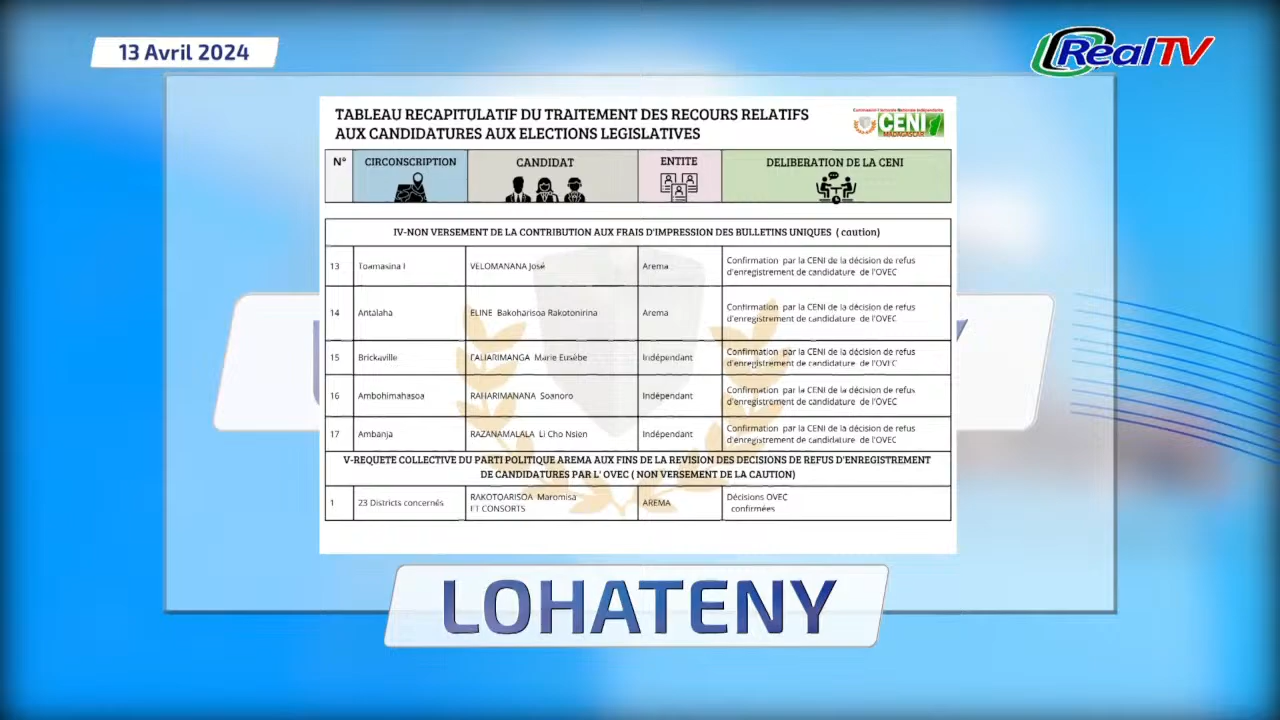 13 Avril 2024
RealTV
TABLEAU RECAPITULATIF DU TRAITEMENT DES RECOURS RELATIFS
AUX CANDIDATURES AUX ELECTIONS LEGISLATIVES
CENI
MADAGASCAR
N° CIRCONSCRIPTION CANDIDAT ENTITE DELIBERATION DE LA CENI
IV-NON VERSEMENT DE LA CONTRIBUTION AUX FRAIS D'IMPRESSION DES BULLETINS UNIQUES ( caution)
13 Toamasina I VELOMANANA José Arema Confirmation par la CENI de la décision de refus
d'enregistrement de candidature de l'OVEC
14 Antalaha ELINE Bakoharisoa Rakotonirina Arema Confirmation par la CENI de la décision de refus
d'enregistrement de candidature de l'OVEC
15 Brickaville FALIARIMANGA Marie Eusèbe Indépendant Confirmation par la CENI de la décision de refus
d'enregistrement de candidature de l'OVEC
16 Ambohimahasoa RAHARIMANANA Soanoro Indépendant Confirmation par la CENI de la décision de refus
d'enregistrement de candidature de l'OVEC
17 Ambanja RAZANAMALALA Li Cho Nsien Indépendant Confirmation par la CENI de la décision de refus
d'enregistrement de candidature de l'OVEC
V-REQUETE COLLECTIVE DU PARTI POLITIQUE AREMA AUX FINS DE LA REVISION DES DECISIONS DE REFUS D'ENREGISTREMENT
DE CANDIDATURES PAR L' OVEC ( NON VERSEMENT DE LA CAUTION)
1 23 Districts concernés RAKOTOARISOA Maromisa AREMA Décisions OVEC
ET CONSORTS confirmées
LOHATENY